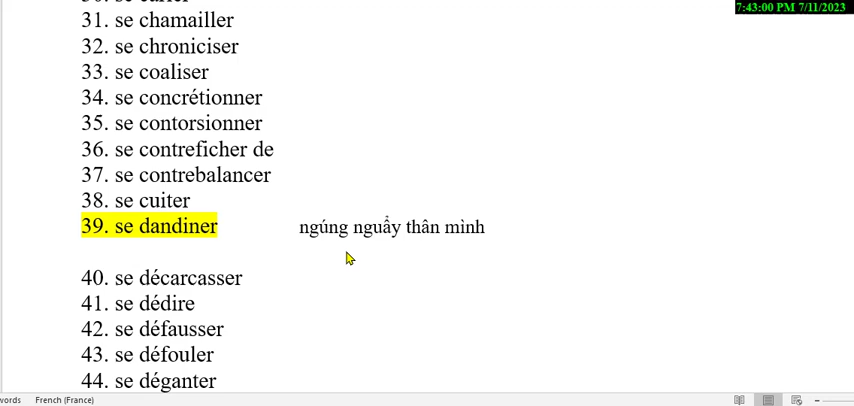 7:43:00 PM 7/11/2023
31. se chamailler
32. se chroniciser
33. se coaliser
34. se concrétionner
35. se contorsionner
36. se contreficher de
37. se contrebalancer
38. se cuiter
39. se dandiner ngúng nguẩy thân mình
40. se décarcasser
41. se dédire
42. se défausser
43. se défouler
44. se déganter
words French (France)